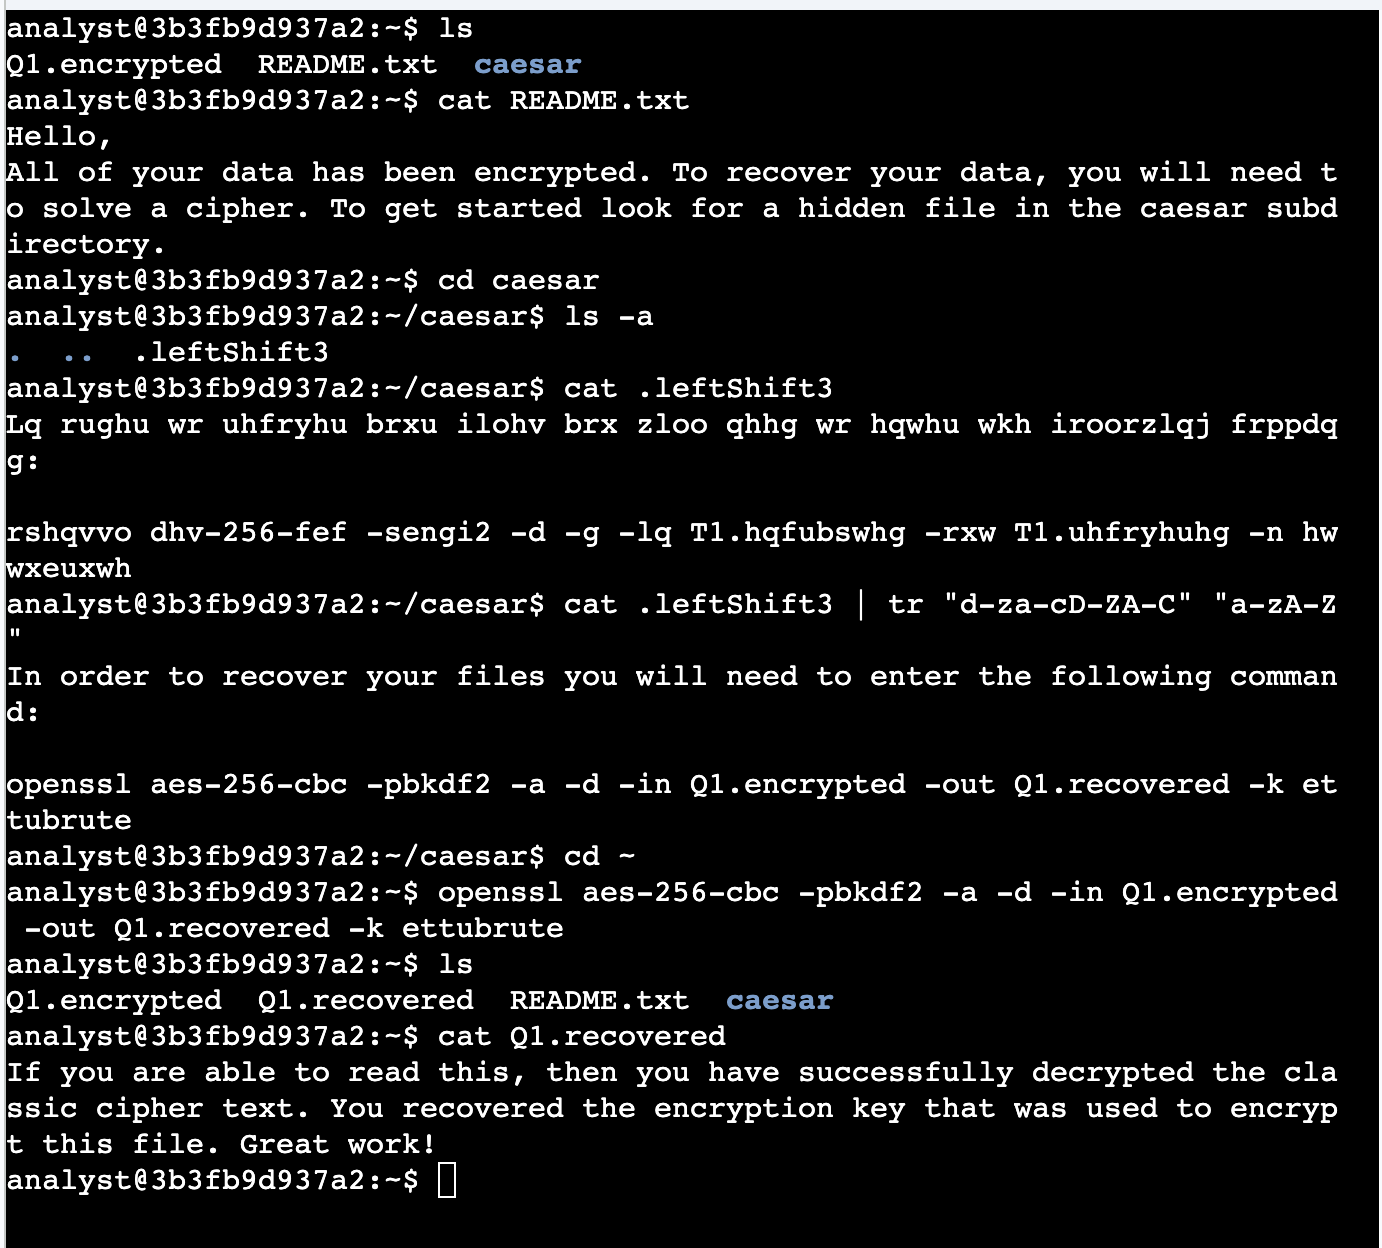 analyst@3b3fb9d937a2:~$ ls
Q1.encrypted  README.txt  caesar
analyst@3b3fb9d937a2:~$ cat README.txt
Hello,
All of your data has been encrypted. To recover your data, you will need t
o solve a cipher. To get started look for a hidden file in the caesar subd
irectory.
analyst@3b3fb9d937a2:~$ cd caesar
analyst@3b3fb9d937a2:~/caesar$ ls -a
.  ..  .leftShift3
analyst@3b3fb9d937a2:~/caesar$ cat .leftShift3
Lq rughu wr uhfryhu brxu ilohv brx zloo qhhg wr hqwhu wkh iroorzlqj frppdq
g:

rshqvvo dhv-256-fef -sengi2 -d -g -lq T1.hqfubswhg -rxw T1.uhfryhuhg -n hw
wxeuxwh
analyst@3b3fb9d937a2:~/caesar$ cat .leftShift3 | tr "d-za-cD-ZA-C" "a-zA-Z
"
In order to recover your files you will need to enter the following comman
d:

openssl aes-256-cbc -pbkdf2 -a -d -in Q1.encrypted -out Q1.recovered -k et
tubrute
analyst@3b3fb9d937a2:~/caesar$ cd ~
analyst@3b3fb9d937a2:~$ openssl aes-256-cbc -pbkdf2 -a -d -in Q1.encrypted
 -out Q1.recovered -k ettubrute
analyst@3b3fb9d937a2:~$ ls
Q1.encrypted  Q1.recovered  README.txt  caesar
analyst@3b3fb9d937a2:~$ cat Q1.recovered
If you are able to read this, then you have successfully decrypted the cla
ssic cipher text. You recovered the encryption key that was used to encryp
t this file. Great work!
analyst@3b3fb9d937a2:~$